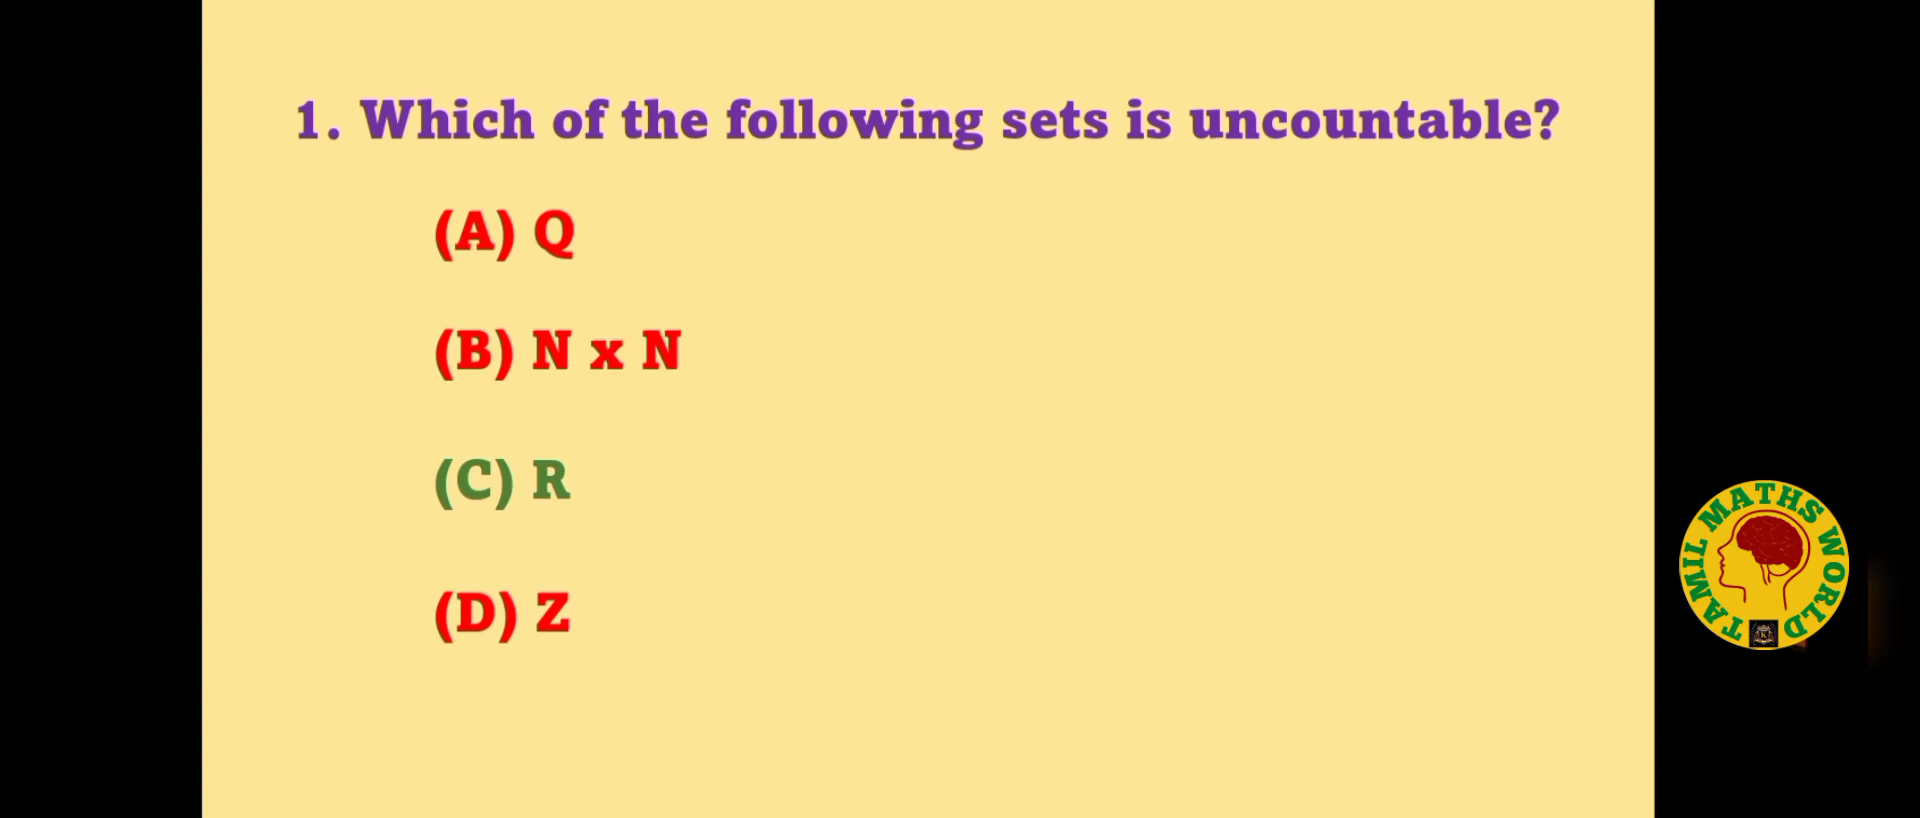 1. Which of the following sets is uncountable?
(A) Q
(B) N x N
(C) R
(D) Z
TAMIL MATHS WORLD
K